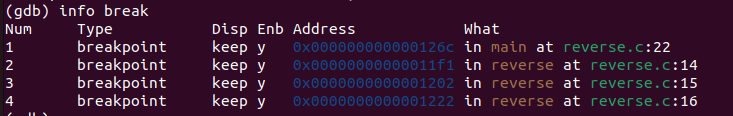 (gdb) info break
Num     Type           Disp Enb Address            What
1       breakpoint     keep y   0x000000000000126c in main at reverse.c:22
2       breakpoint     keep y   0x00000000000011f1 in reverse at reverse.c:14
3       breakpoint     keep y   0x0000000000001202 in reverse at reverse.c:15
4       breakpoint     keep y   0x0000000000001222 in reverse at reverse.c:16